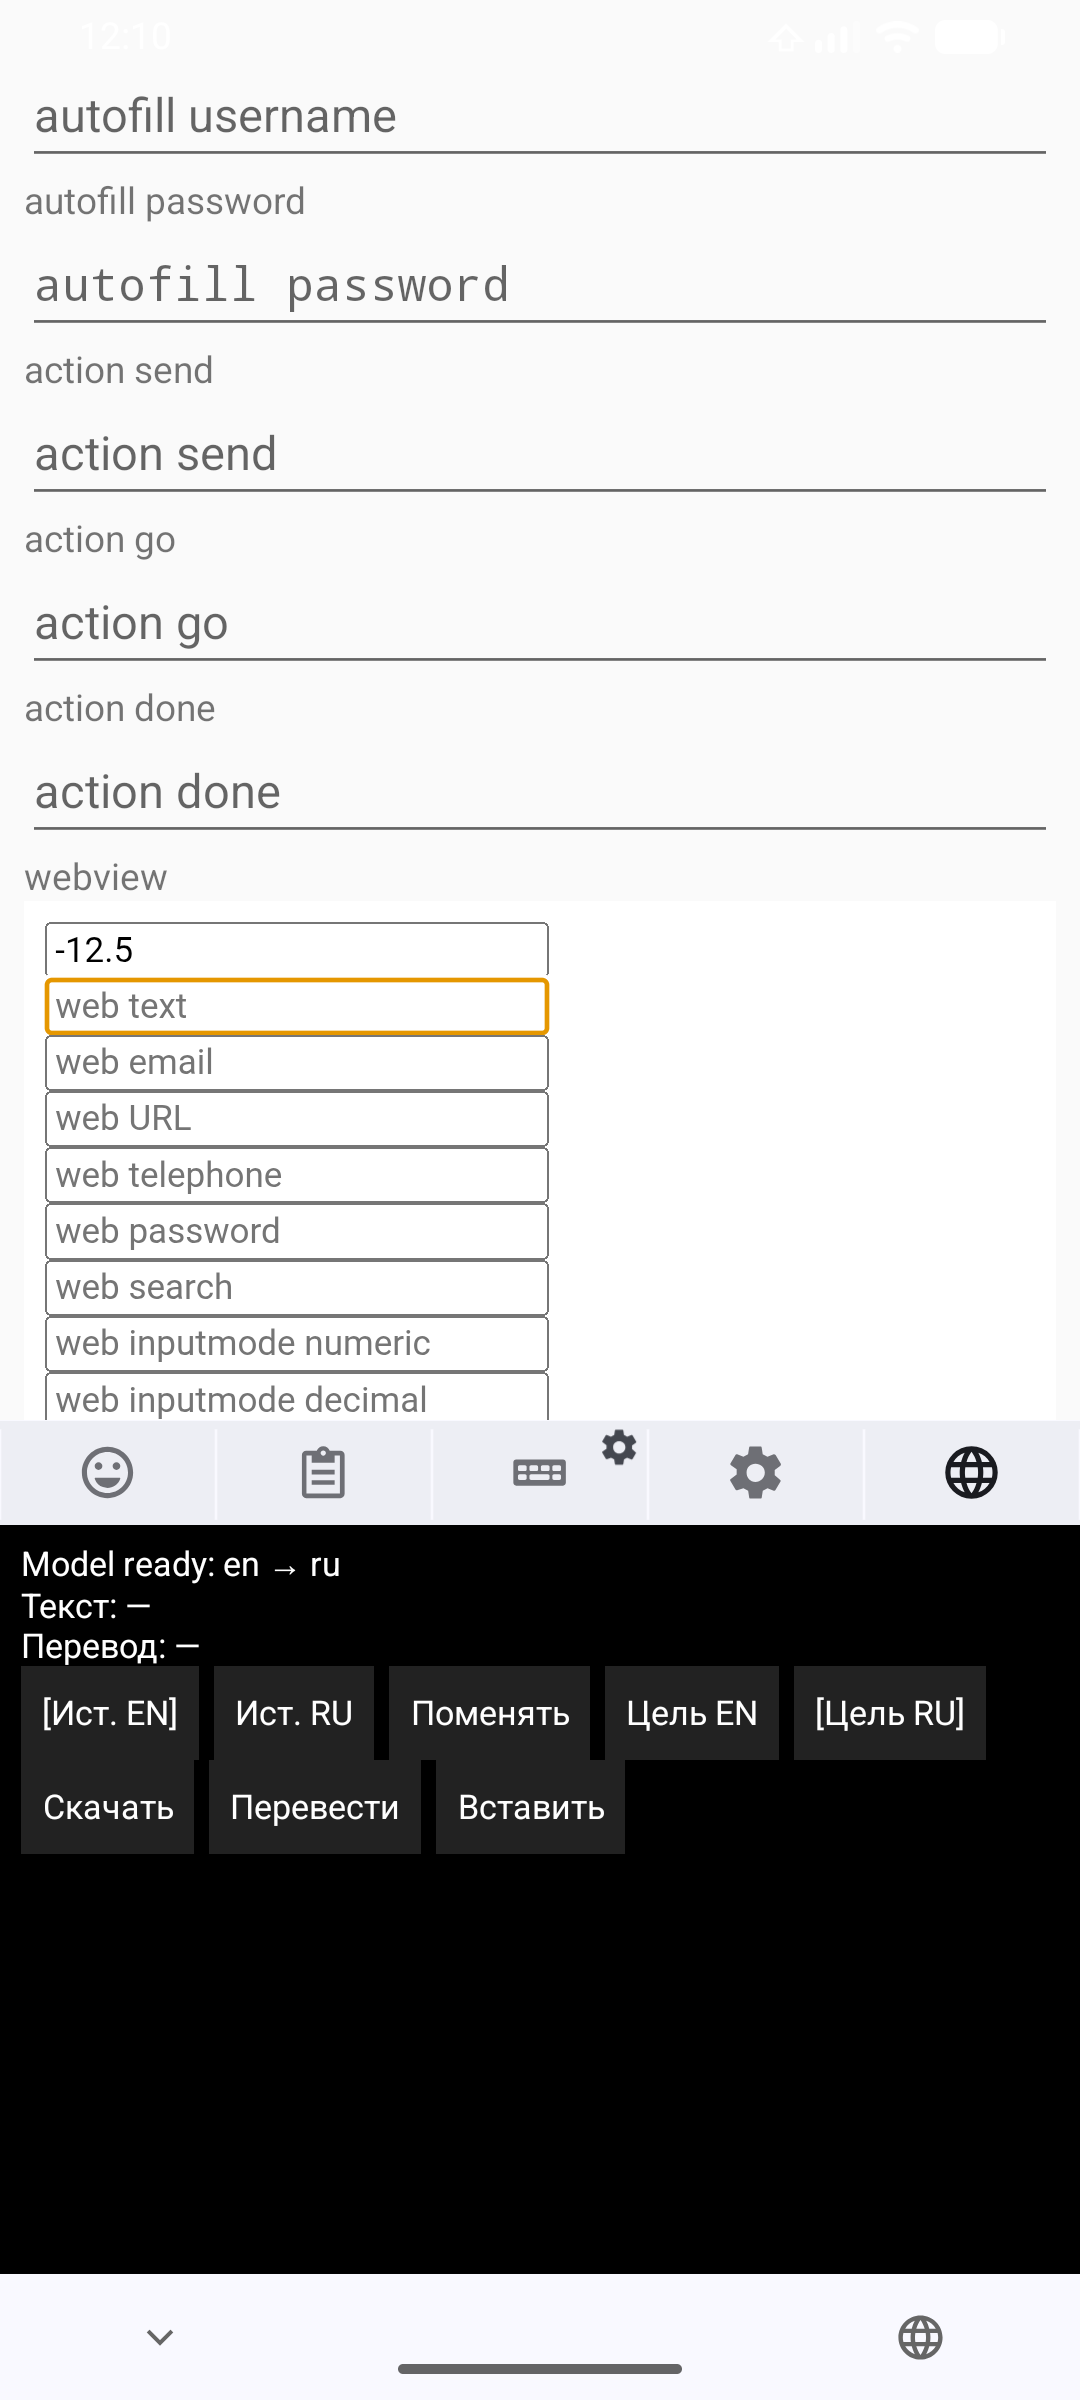 12:10
autofill username
autofill password
autofill password
action send
action send
action go
action go
action done
action done
webview
-12.5
web text
web email
web URL
web telephone
web password
web search
web inputmode numeric
web inputmode decimal
Model ready: en → ru
Текст: —
Перевод: —
[Ист. EN] Ист. RU Поменять Цель EN [Цель RU]
Скачать Перевести Вставить